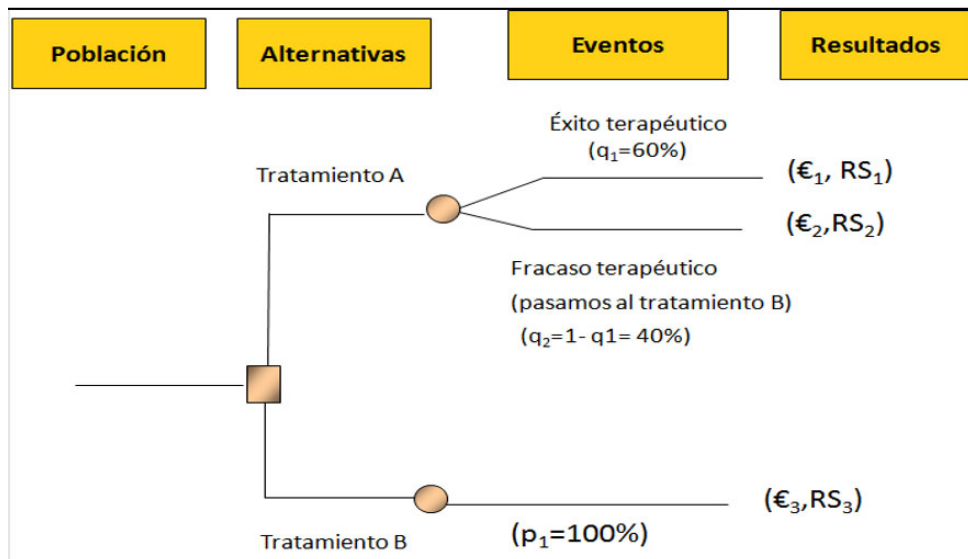 Población
Alternativas
Eventos
Resultados
Éxito terapéutico
(q₁=60%)
Tratamiento A
(€₁, RS₁)
(€₂,RS₂)
Fracaso terapéutico
(pasamos al tratamiento B)
(q₂=1- q1= 40%)
(€₃,RS₃)
Tratamiento B
(p₁=100%)